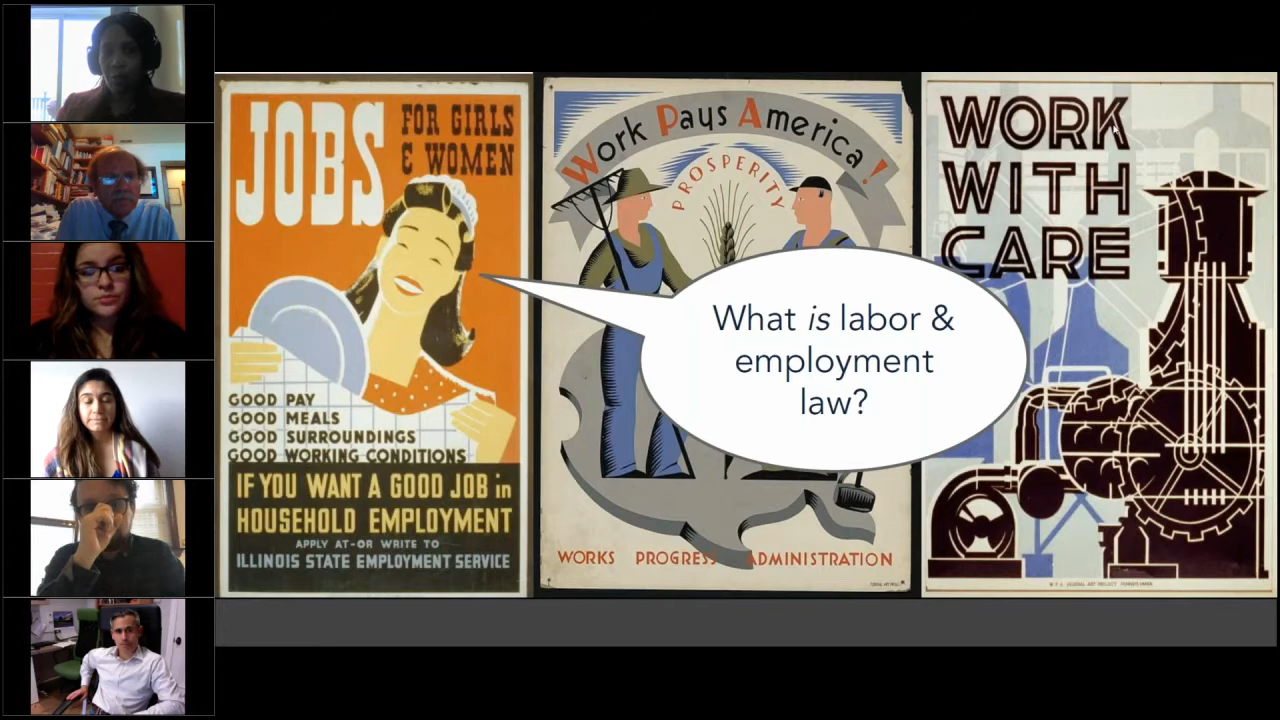 JOBS
FOR GIRLS
& WOMEN
GOOD PAY
GOOD MEALS
GOOD SURROUNDINGS
GOOD WORKING CONDITIONS
IF YOU WANT A GOOD JOB in
HOUSEHOLD EMPLOYMENT
APPLY AT-OR WRITE TO
ILLINOIS STATE EMPLOYMENT SERVICE
Work Pays America!
PROSPERITY
WORKS PROGRESS ADMINISTRATION
What is labor &
employment
law?
WORK
WITH
CARE